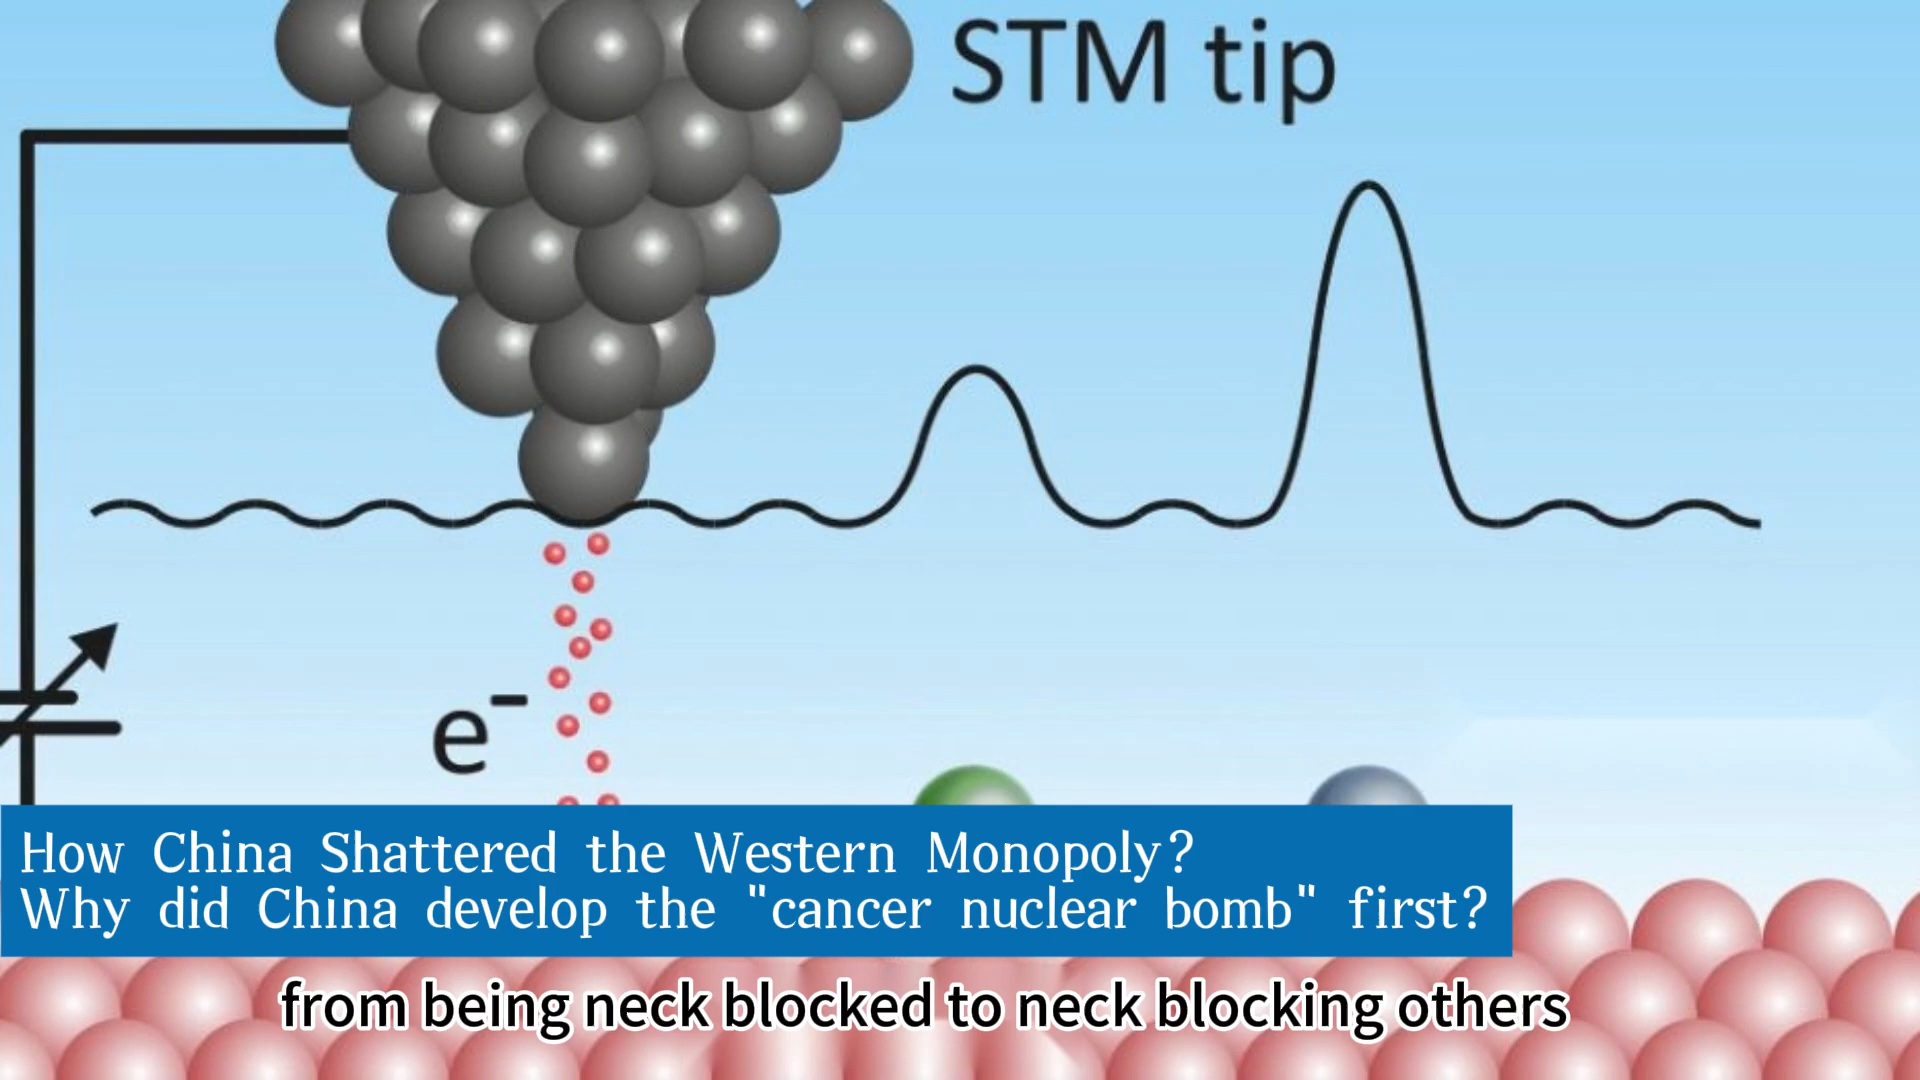 STM tip
e⁻
How China Shattered the Western Monopoly?
Why did China develop the "cancer nuclear bomb" first?
from being neck blocked to neck blocking others